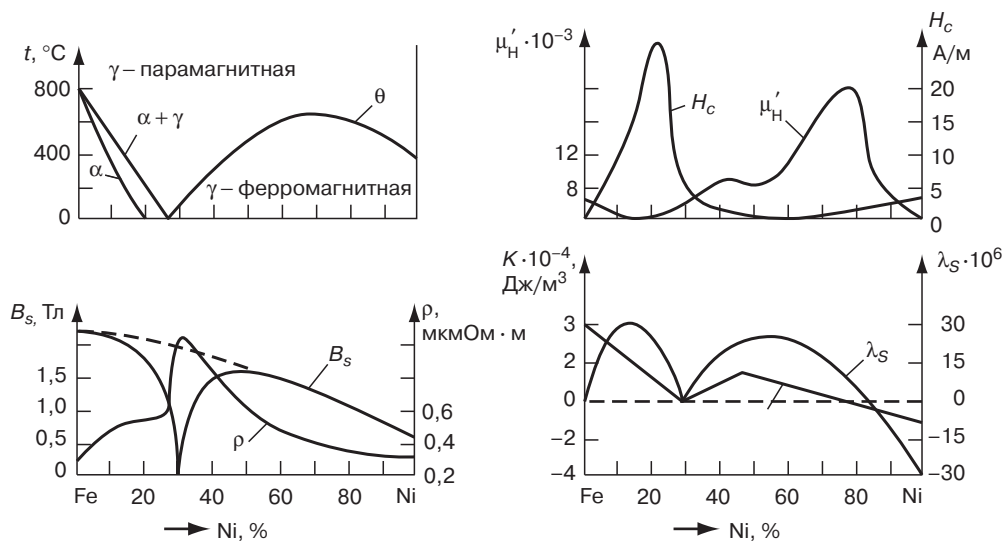 t, °C
γ – парамагнитная
800
α + γ
θ
400
α
γ – ферромагнитная
0
μ′H · 10⁻³
Hc
А/м
20
Hc
μ′H
15
12
10
8
5
0
Bs, Тл
ρ,
мкмОм · м
1,5
Bs
1,0
0,6
0,5
ρ
0,4
0
0,2
Fe 20 40 60 80 Ni
Ni, %
K · 10⁻⁴,
Дж/м³
λS · 10⁶
3
30
λS
2
15
0
0
–2
–15
–4
–30
Fe 20 40 60 80 Ni
Ni, %